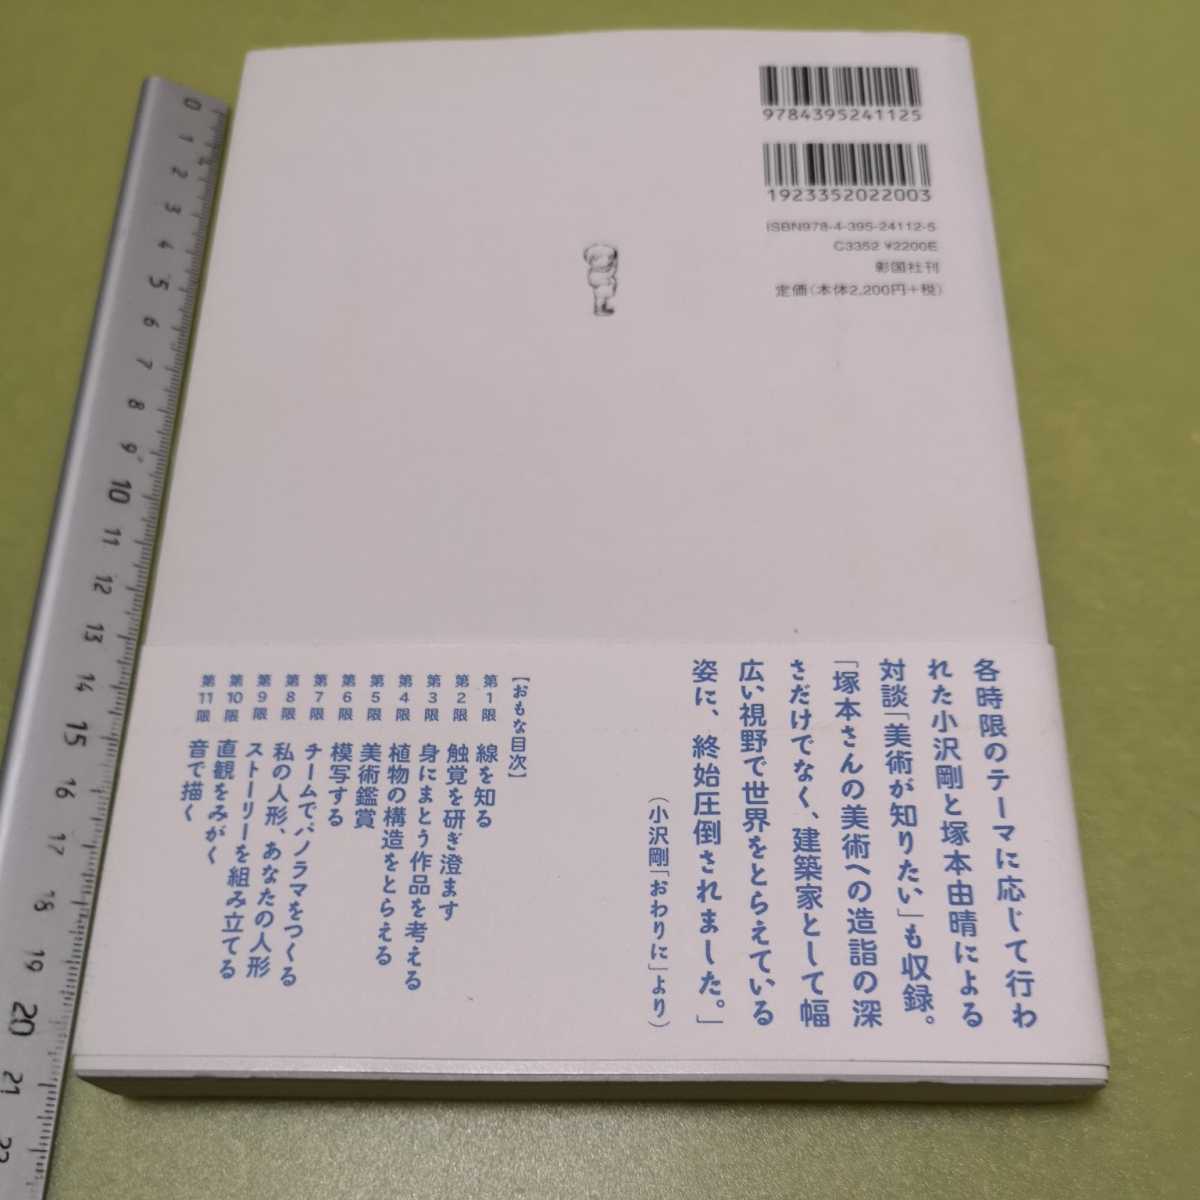 9784395241125
1923352022003
ISBN978-4-395-24112-5
C3352 ¥2200E
彰国社刊
定価(本体2,200円+税)
各時限のテーマに応じて行わ
れた小沢剛と塚本由晴による
対談「美術が知りたい」も収録。
「塚本さんの美術への造詣の深
さだけでなく、建築家として幅
広い視野で世界をとらえている
姿に、終始圧倒されました。」
(小沢剛「おわりに」より)
【おもな目次】
第1限 線を知る
第2限 触覚を研ぎ澄ます
第3限 身にまとう作品を考える
第4限 植物の構造をとらえる
第5限 美術鑑賞
第6限 模写する
第7限 チームでパノラマをつくる
第8限 私の人形、あなたの人形
第9限 ストーリーを組み立てる
第10限 直観をみがく
第11限 音で描く
0
1
2
3
4
5
6
7
8
9
10
11
12
13
14
15
16
17
18
19
20
21
22